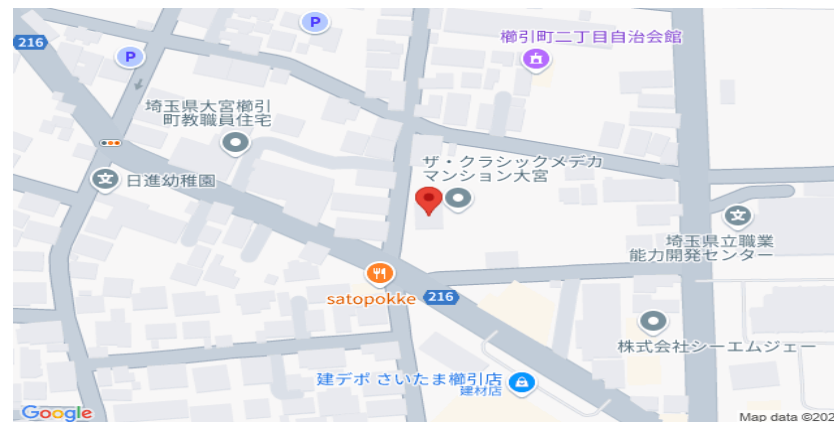 P
216
櫛引町二丁目自治会館
P
埼玉県大宮櫛引
町教職員住宅
ザ・クラシックメデカ
マンション大宮
日進幼稚園
埼玉県立職業
能力開発センター
satopokke
216
株式会社シーエムジェー
建デポ さいたま櫛引店
建材店
Google
Map data ©202